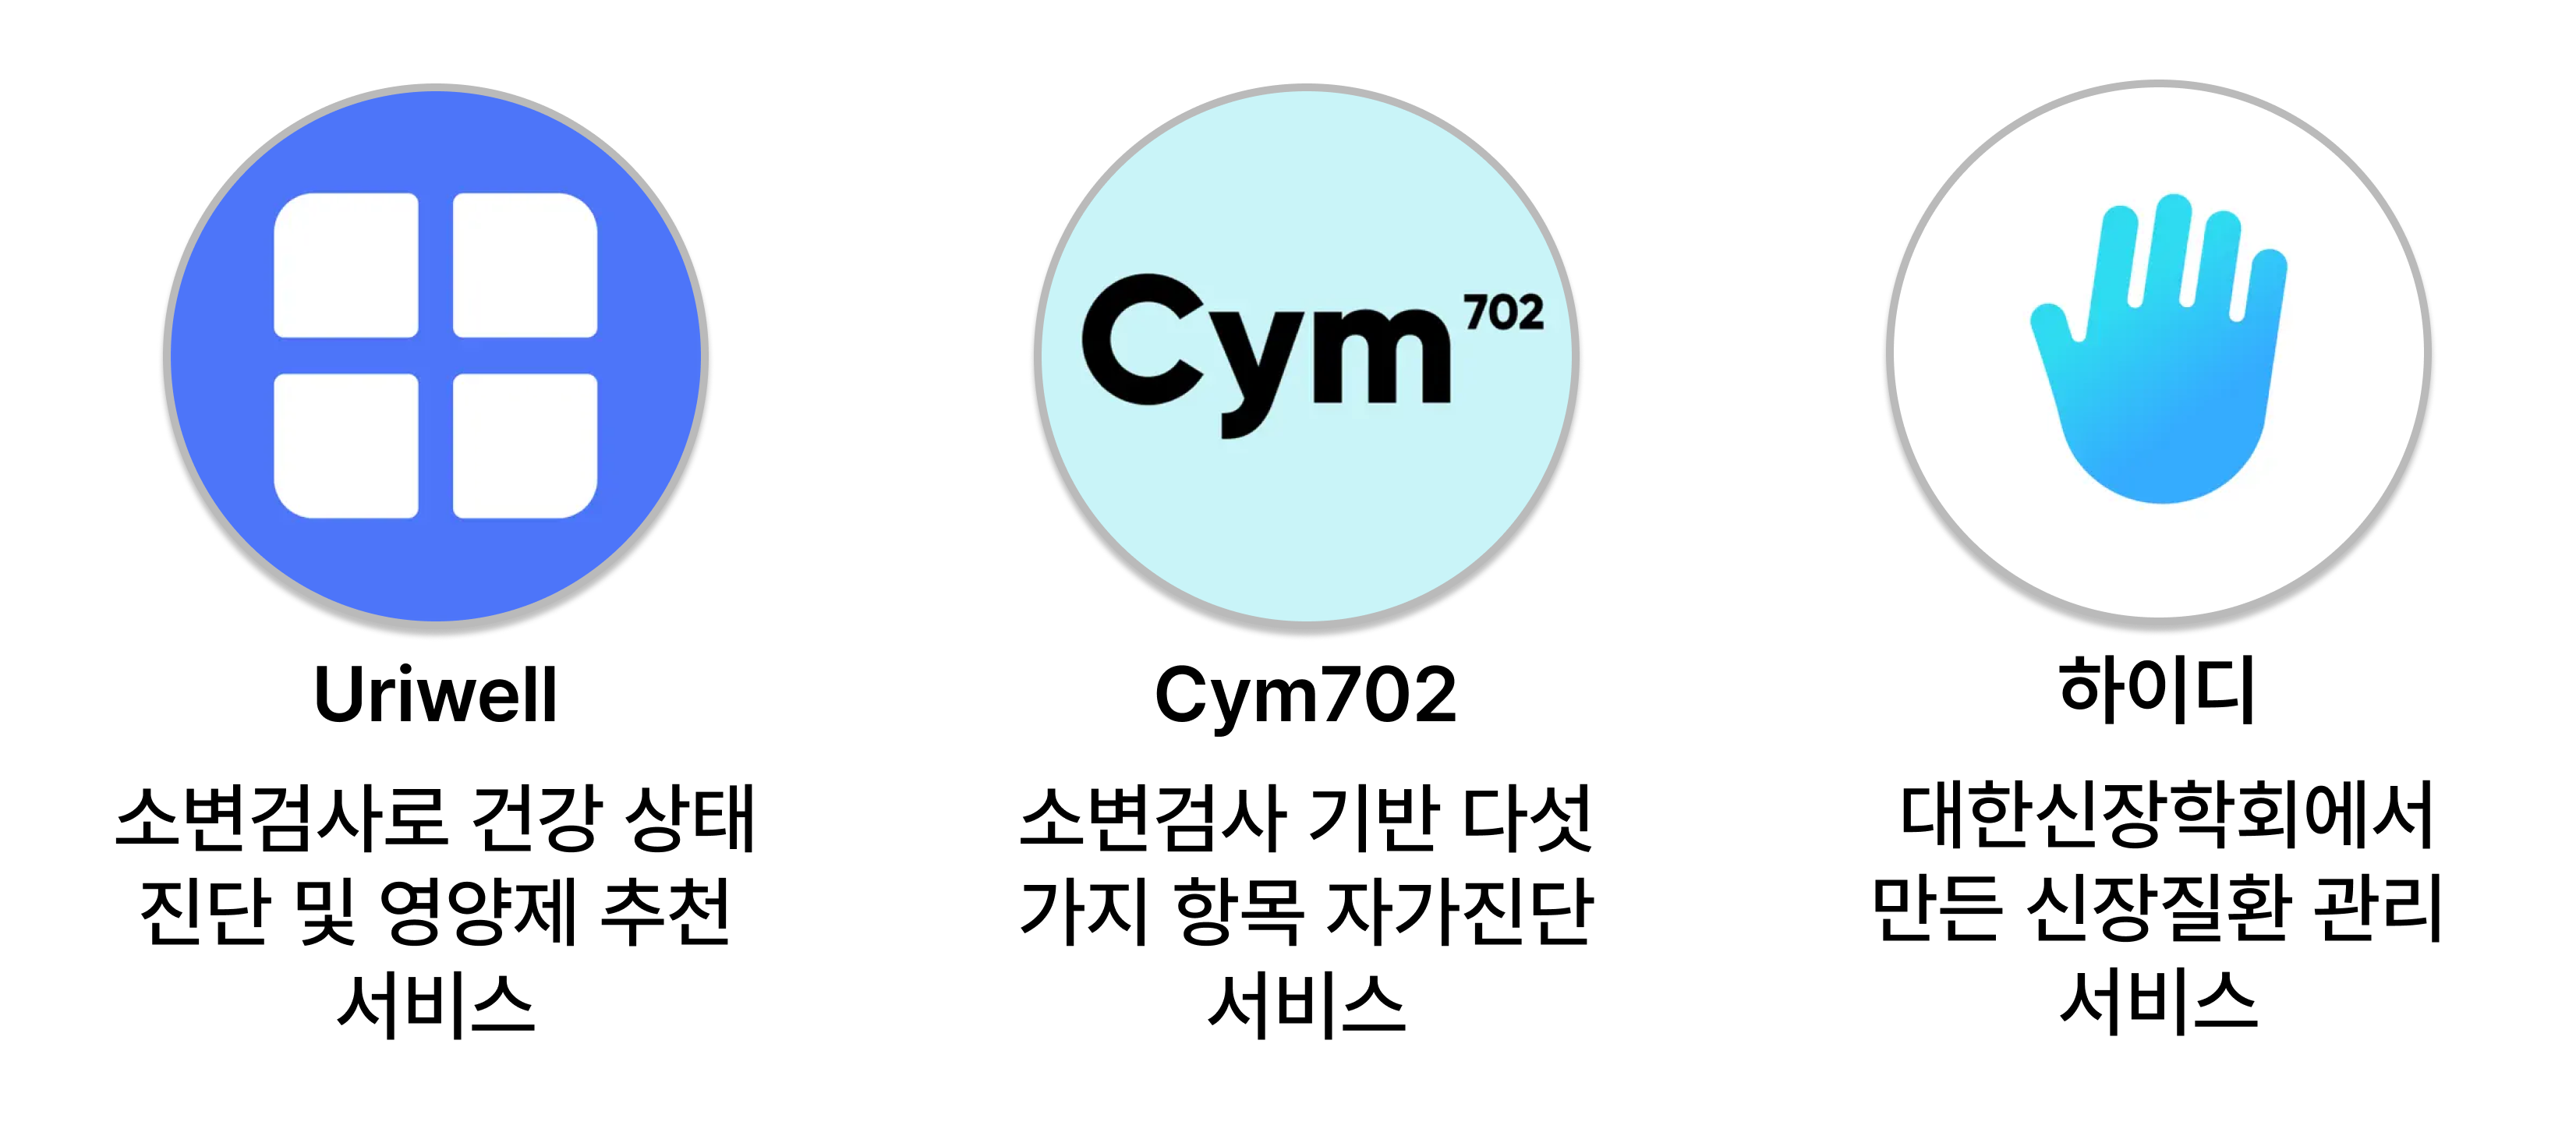 Cym 702
Uriwell
소변검사로 건강 상태
진단 및 영양제 추천
서비스
Cym702
소변검사 기반 다섯
가지 항목 자가진단
서비스
하이디
대한신장학회에서
만든 신장질환 관리
서비스